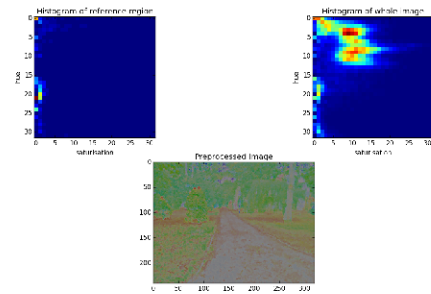 Histogram of reference region
hue
0
5
10
15
20
25
30
0 5 10 15 20 25 30
saturisation
Histogram of whole image
hue
0
5
10
15
20
25
30
0 5 10 15 20 25 30
saturisation
Preprocessed image
0
50
100
150
200
0 50 100 150 200 250 300